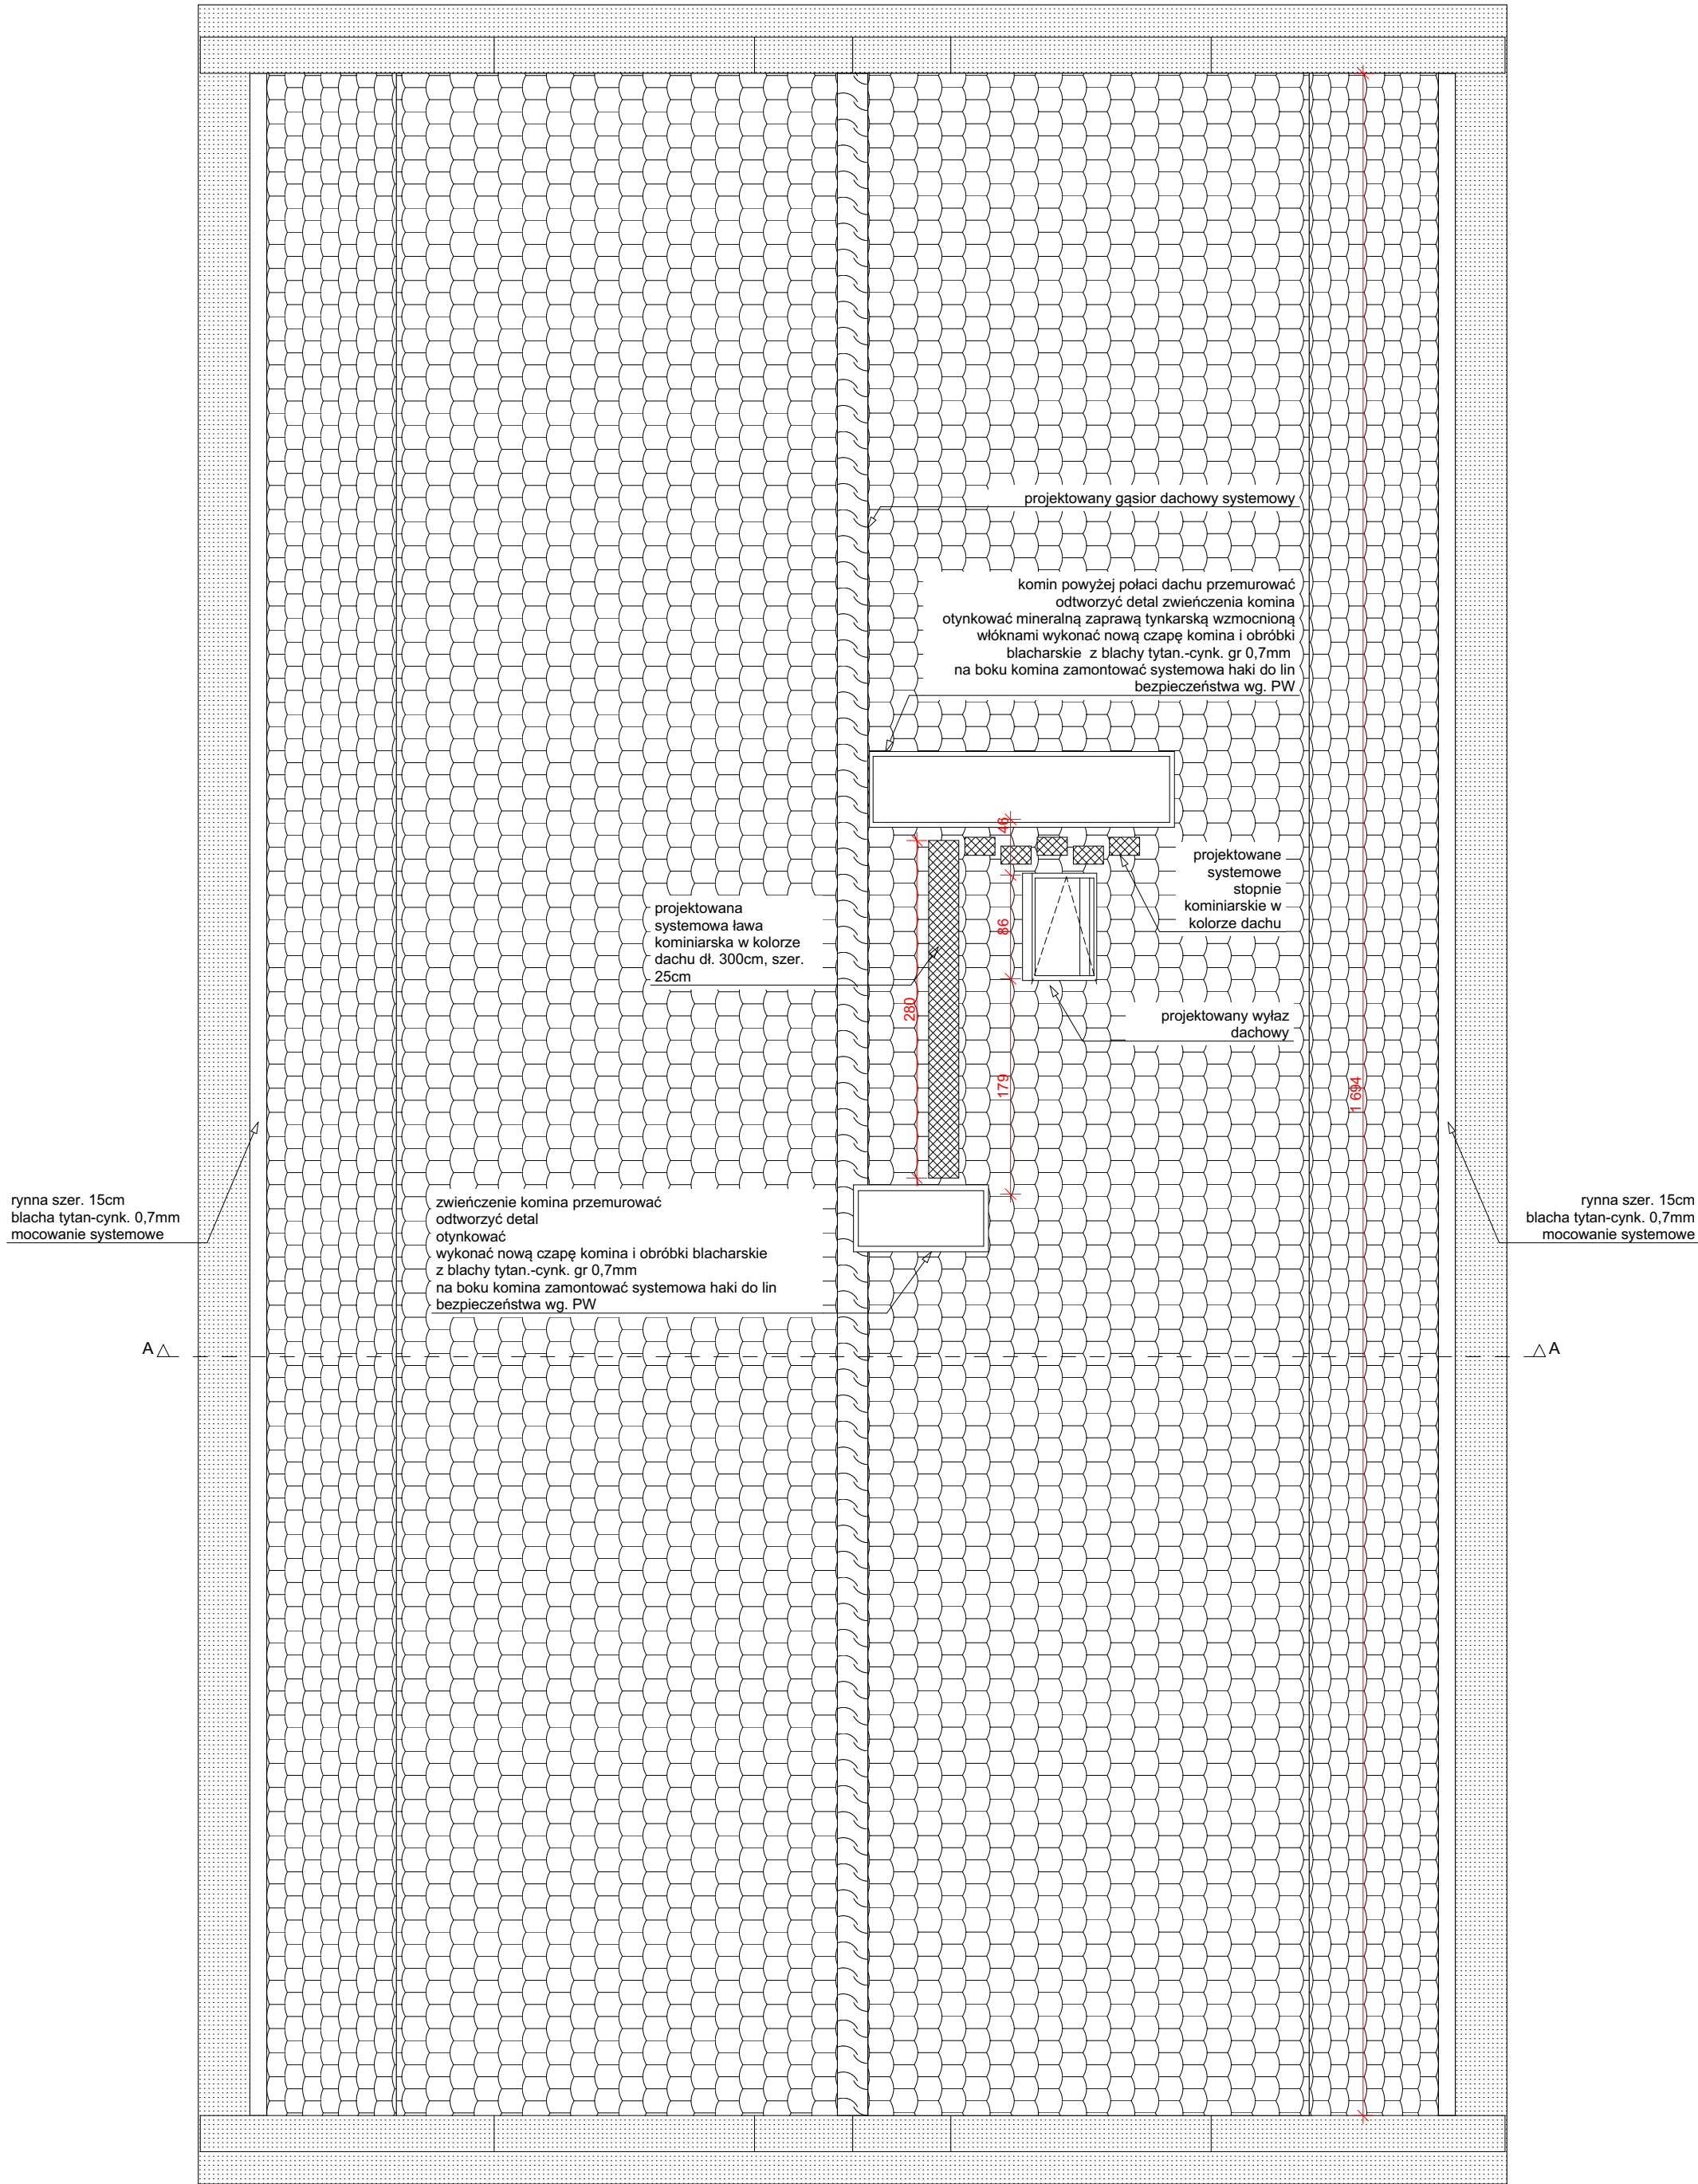 projektowany gąsior dachowy systemowy
komin powyżej połaci dachu przemurować
odtworzyć detal zwieńczenia komina
otynkować mineralną zaprawą tynkarską wzmocnioną
włóknami wykonać nową czapę komina i obróbki
blacharskie z blachy tytan.-cynk. gr 0,7mm
na boku komina zamontować systemowa haki do lin
bezpieczeństwa wg. PW
46
projektowane
systemowe
stopnie
kominiarskie w
kolorze dachu
projektowana
systemowa ława
kominiarska w kolorze
dachu dł. 300cm, szer.
25cm
86
280
projektowany wyłaz
dachowy
179
1 694
rynna szer. 15cm
blacha tytan-cynk. 0,7mm
mocowanie systemowe
zwieńczenie komina przemurować
odtworzyć detal
otynkować
wykonać nową czapę komina i obróbki blacharskie
z blachy tytan.-cynk. gr 0,7mm
na boku komina zamontować systemowa haki do lin
bezpieczeństwa wg. PW
rynna szer. 15cm
blacha tytan-cynk. 0,7mm
mocowanie systemowe
A
A